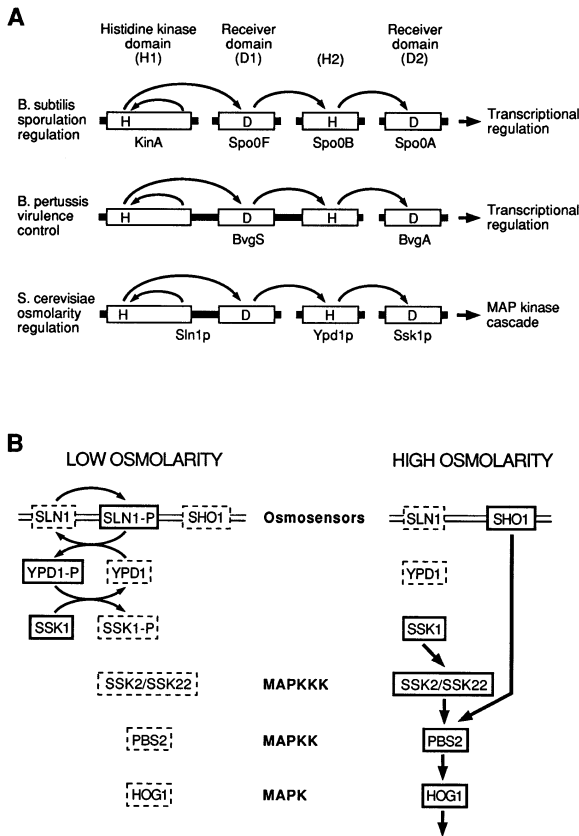 A
Histidine kinase domain (H1)
Receiver domain (D1)
(H2)
Receiver domain (D2)
B. subtilis sporulation regulation
H
D
H
D
KinA
Spo0F
Spo0B
Spo0A
Transcriptional regulation
B. pertussis virulence control
H
D
H
D
BvgS
BvgA
Transcriptional regulation
S. cerevisiae osmolarity regulation
H
D
H
D
Sln1p
Ypd1p
Ssk1p
MAP kinase cascade
B
LOW OSMOLARITY
HIGH OSMOLARITY
SLN1
SLN1-P
SHO1
Osmosensors
SLN1
SHO1
YPD1-P
YPD1
YPD1
SSK1
SSK1-P
SSK1
SSK2/SSK22
MAPKKK
SSK2/SSK22
PBS2
MAPKK
PBS2
HOG1
MAPK
HOG1